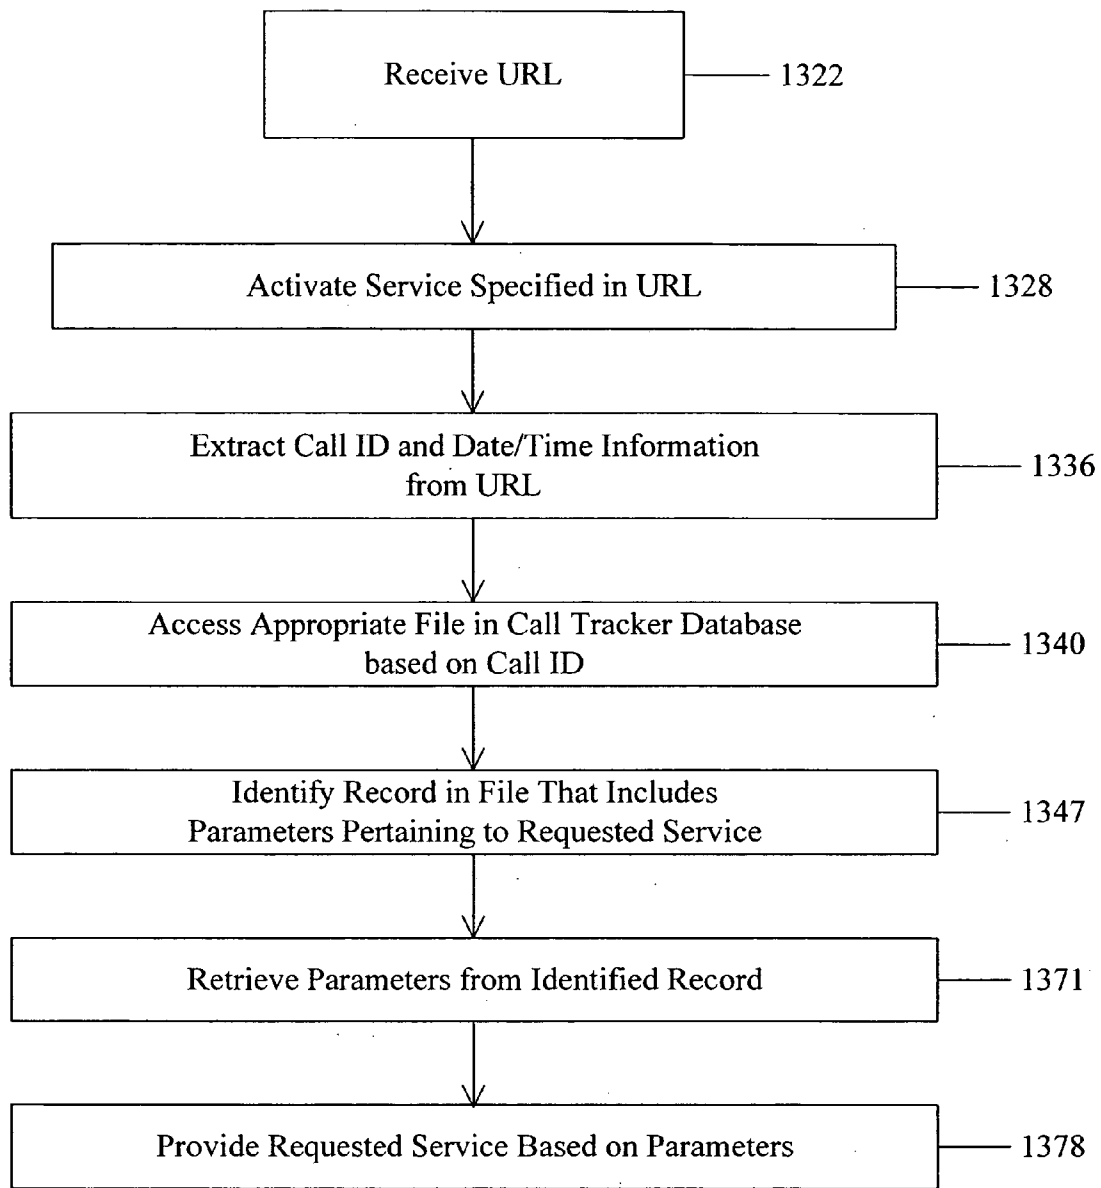 Receive URL
1322
Activate Service Specified in URL
1328
Extract Call ID and Date/Time Information
from URL
1336
Access Appropriate File in Call Tracker Database
based on Call ID
1340
Identify Record in File That Includes
Parameters Pertaining to Requested Service
1347
Retrieve Parameters from Identified Record
1371
Provide Requested Service Based on Parameters
1378